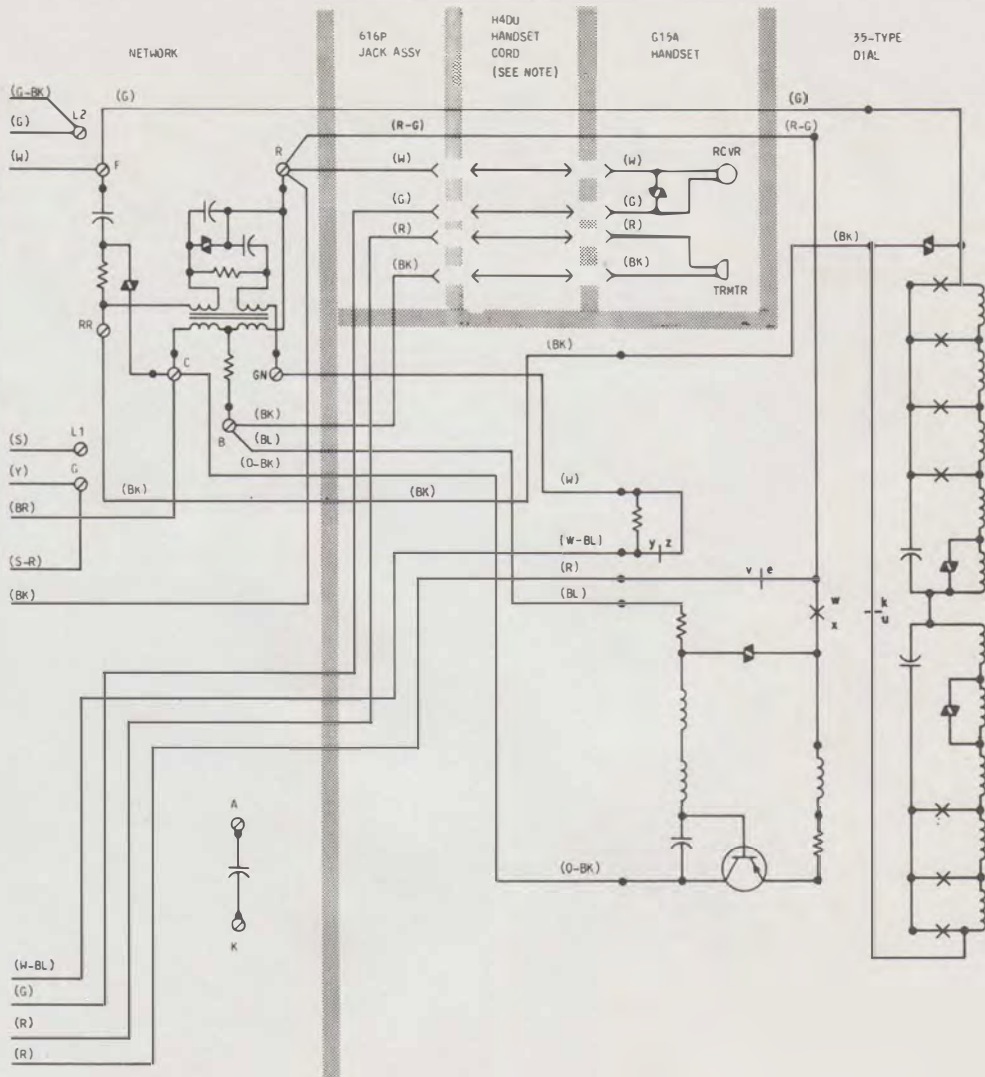 NETWORK
616P
JACK ASSY
H4DU
HANDSET
CORD
(SEE NOTE)
G15A
HANDSET
35-TYPE
DIAL
(G-BK)
L2
(G)
(G)
(G)
(W)
F
R
(R-G)
(R-G)
(W)
(W)
RCVR
(G)
(G)
(R)
(R)
(BK)
(BK)
(BK)
TRMTR
RR
C
GN
(BK)
B
(BK)
(BL)
(S)
L1
(O-BK)
(Y)
G
(BK)
(BK)
(W)
(BR)
(W-BL)
y z
(S-R)
(R)
v e
(BK)
(BL)
w
x
k
u
A
(O-BK)
K
(W-BL)
(G)
(R)
(R)